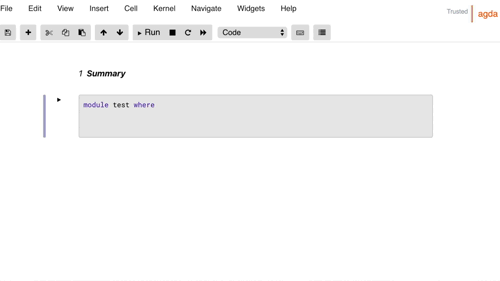 File Edit View Insert Cell Kernel Navigate Widgets Help
Trusted agda
Run Code
1 Summary
module test where